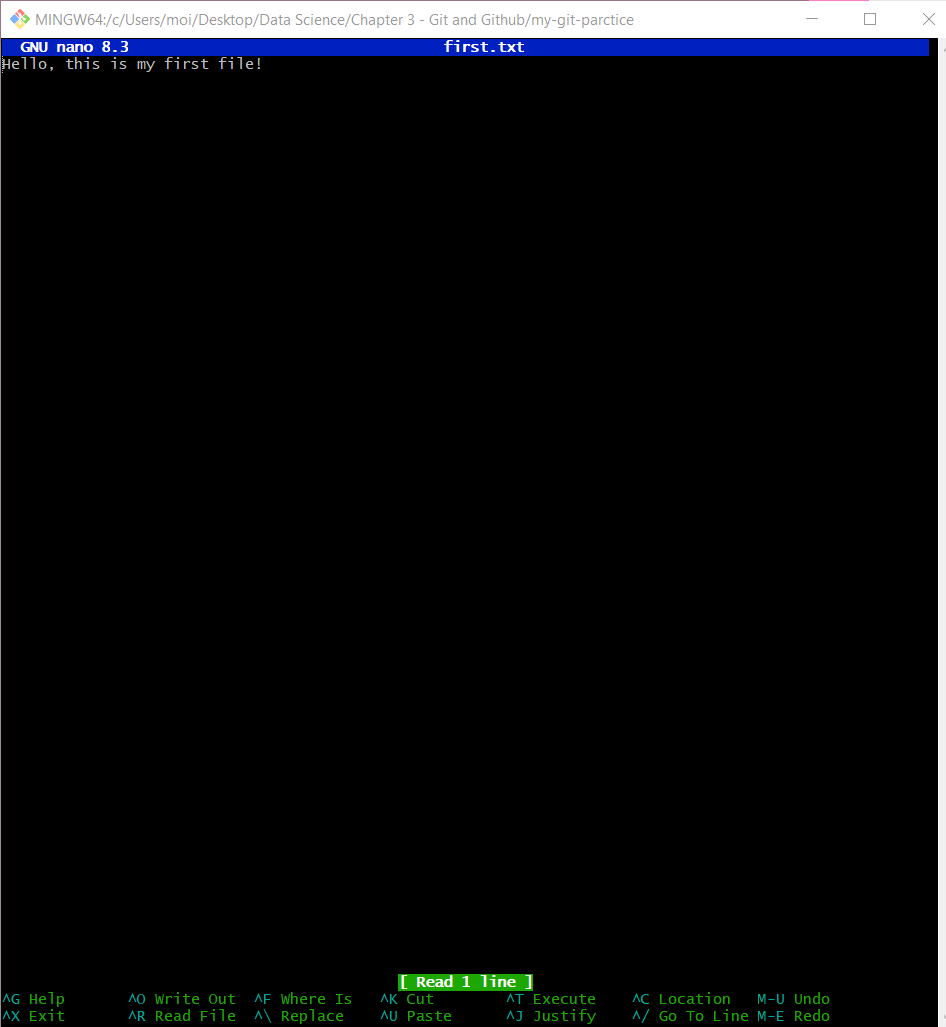 MINGW64:/c/Users/moi/Desktop/Data Science/Chapter 3 - Git and Github/my-git-parctice
GNU nano 8.3 first.txt
Hello, this is my first file!
[ Read 1 line ]
^G Help ^O Write Out ^F Where Is ^K Cut ^T Execute ^C Location M-U Undo
^X Exit ^R Read File ^\ Replace ^U Paste ^J Justify ^/ Go To Line M-E Redo